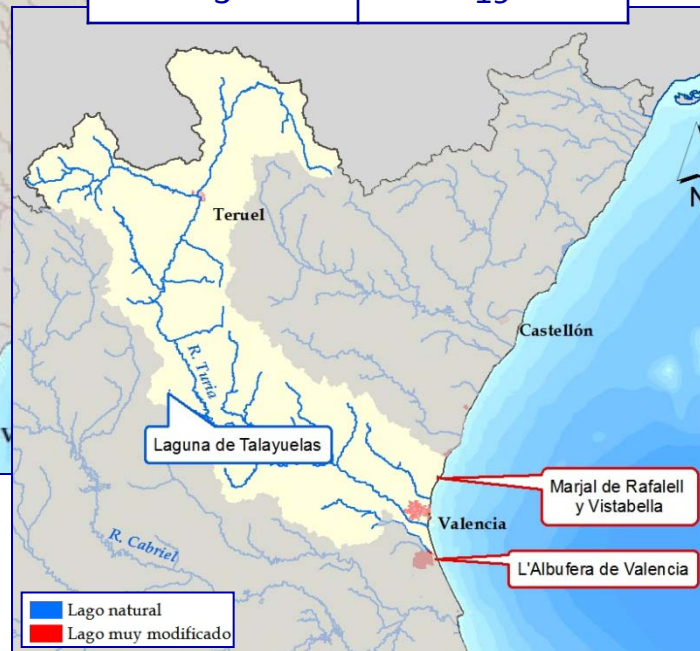 19
Teruel
Castellón
R. Turia
Laguna de Talayuelas
Marjal de Rafalell
y Vistabella
Valencia
R. Cabriel
L'Albufera de Valencia
Lago natural
Lago muy modificado
N